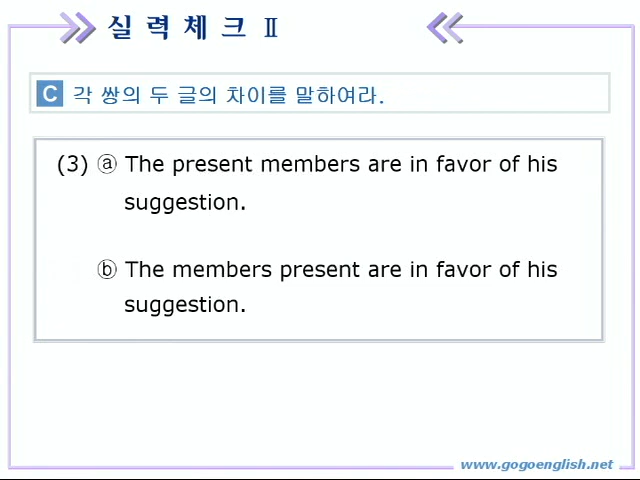 실 력 체 크 Ⅱ
C 각 쌍의 두 글의 차이를 말하여라.
(3) ⓐ The present members are in favor of his
suggestion.
ⓑ The members present are in favor of his
suggestion.
www.gogoenglish.net